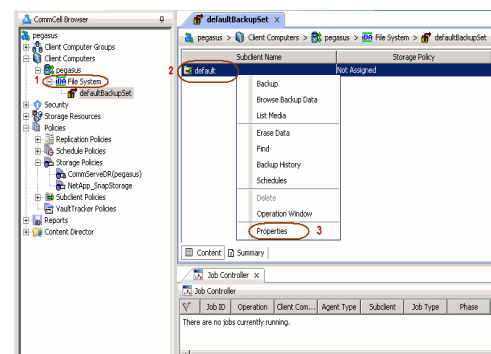 CommCell Browser
pegasus
Client Computer Groups
Client Computers
pegasus
1 File System
defaultBackupSet
Security
Storage Resources
Policies
Replication Policies
Schedule Policies
Storage Policies
CommServeDR(pegasus)
NetApp_SnapStorage
Subclient Policies
VaultTracker Policies
Reports
Content Director
defaultBackupSet ×
pegasus > Client Computers > pegasus > iDA File System > defaultBackupSet
Subclient Name Storage Policy
2 default Not Assigned
Backup
Browse Backup Data
List Media
Erase Data
Find
Backup History
Schedules
Delete
Operation Window
Properties 3
Content Summary
Job Controller ×
Job Controller
Job ID Operation Client Com... Agent Type Subclient Job Type Phase
There are no jobs currently running.